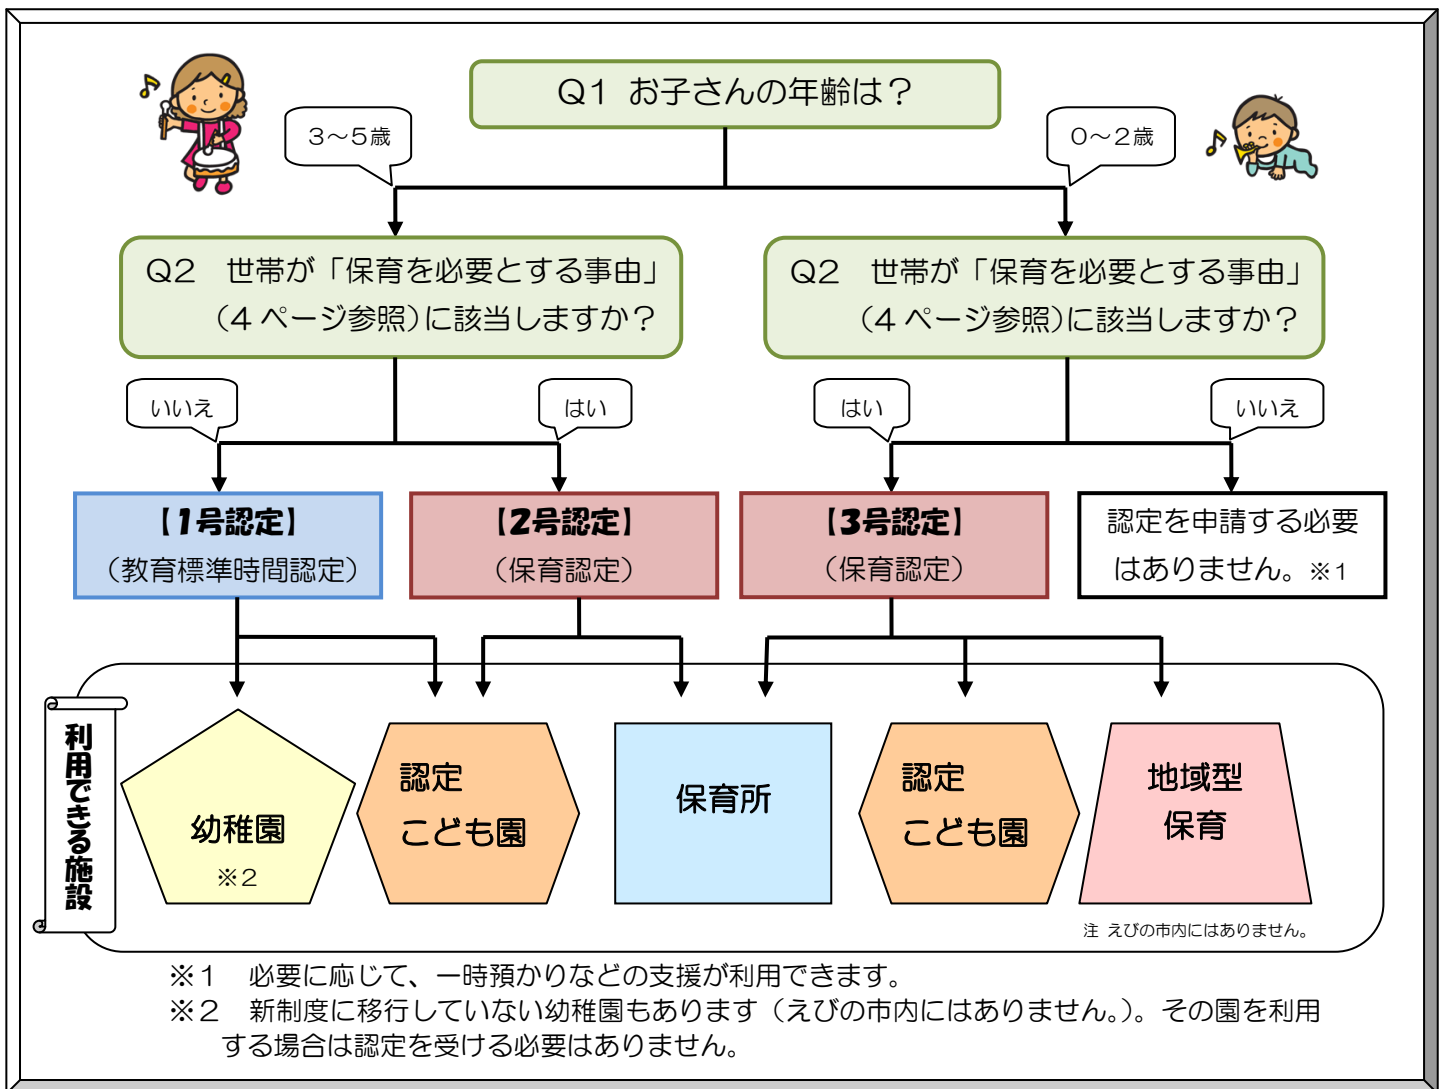 Q1 お子さんの年齢は？
3～5歳
0～2歳
Q2 世帯が「保育を必要とする事由」
（4 ページ参照）に該当しますか？
Q2 世帯が「保育を必要とする事由」
（4 ページ参照）に該当しますか？
いいえ
はい
はい
いいえ
【1号認定】
（教育標準時間認定）
【2号認定】
（保育認定）
【3号認定】
（保育認定）
認定を申請する必要
はありません。※1
利用できる施設
幼稚園
※2
認定
こども園
保育所
認定
こども園
地域型
保育
注 えびの市内にはありません。
※1 必要に応じて、一時預かりなどの支援が利用できます。
※2 新制度に移行していない幼稚園もあります（えびの市内にはありません。）。その園を利用
する場合は認定を受ける必要はありません。